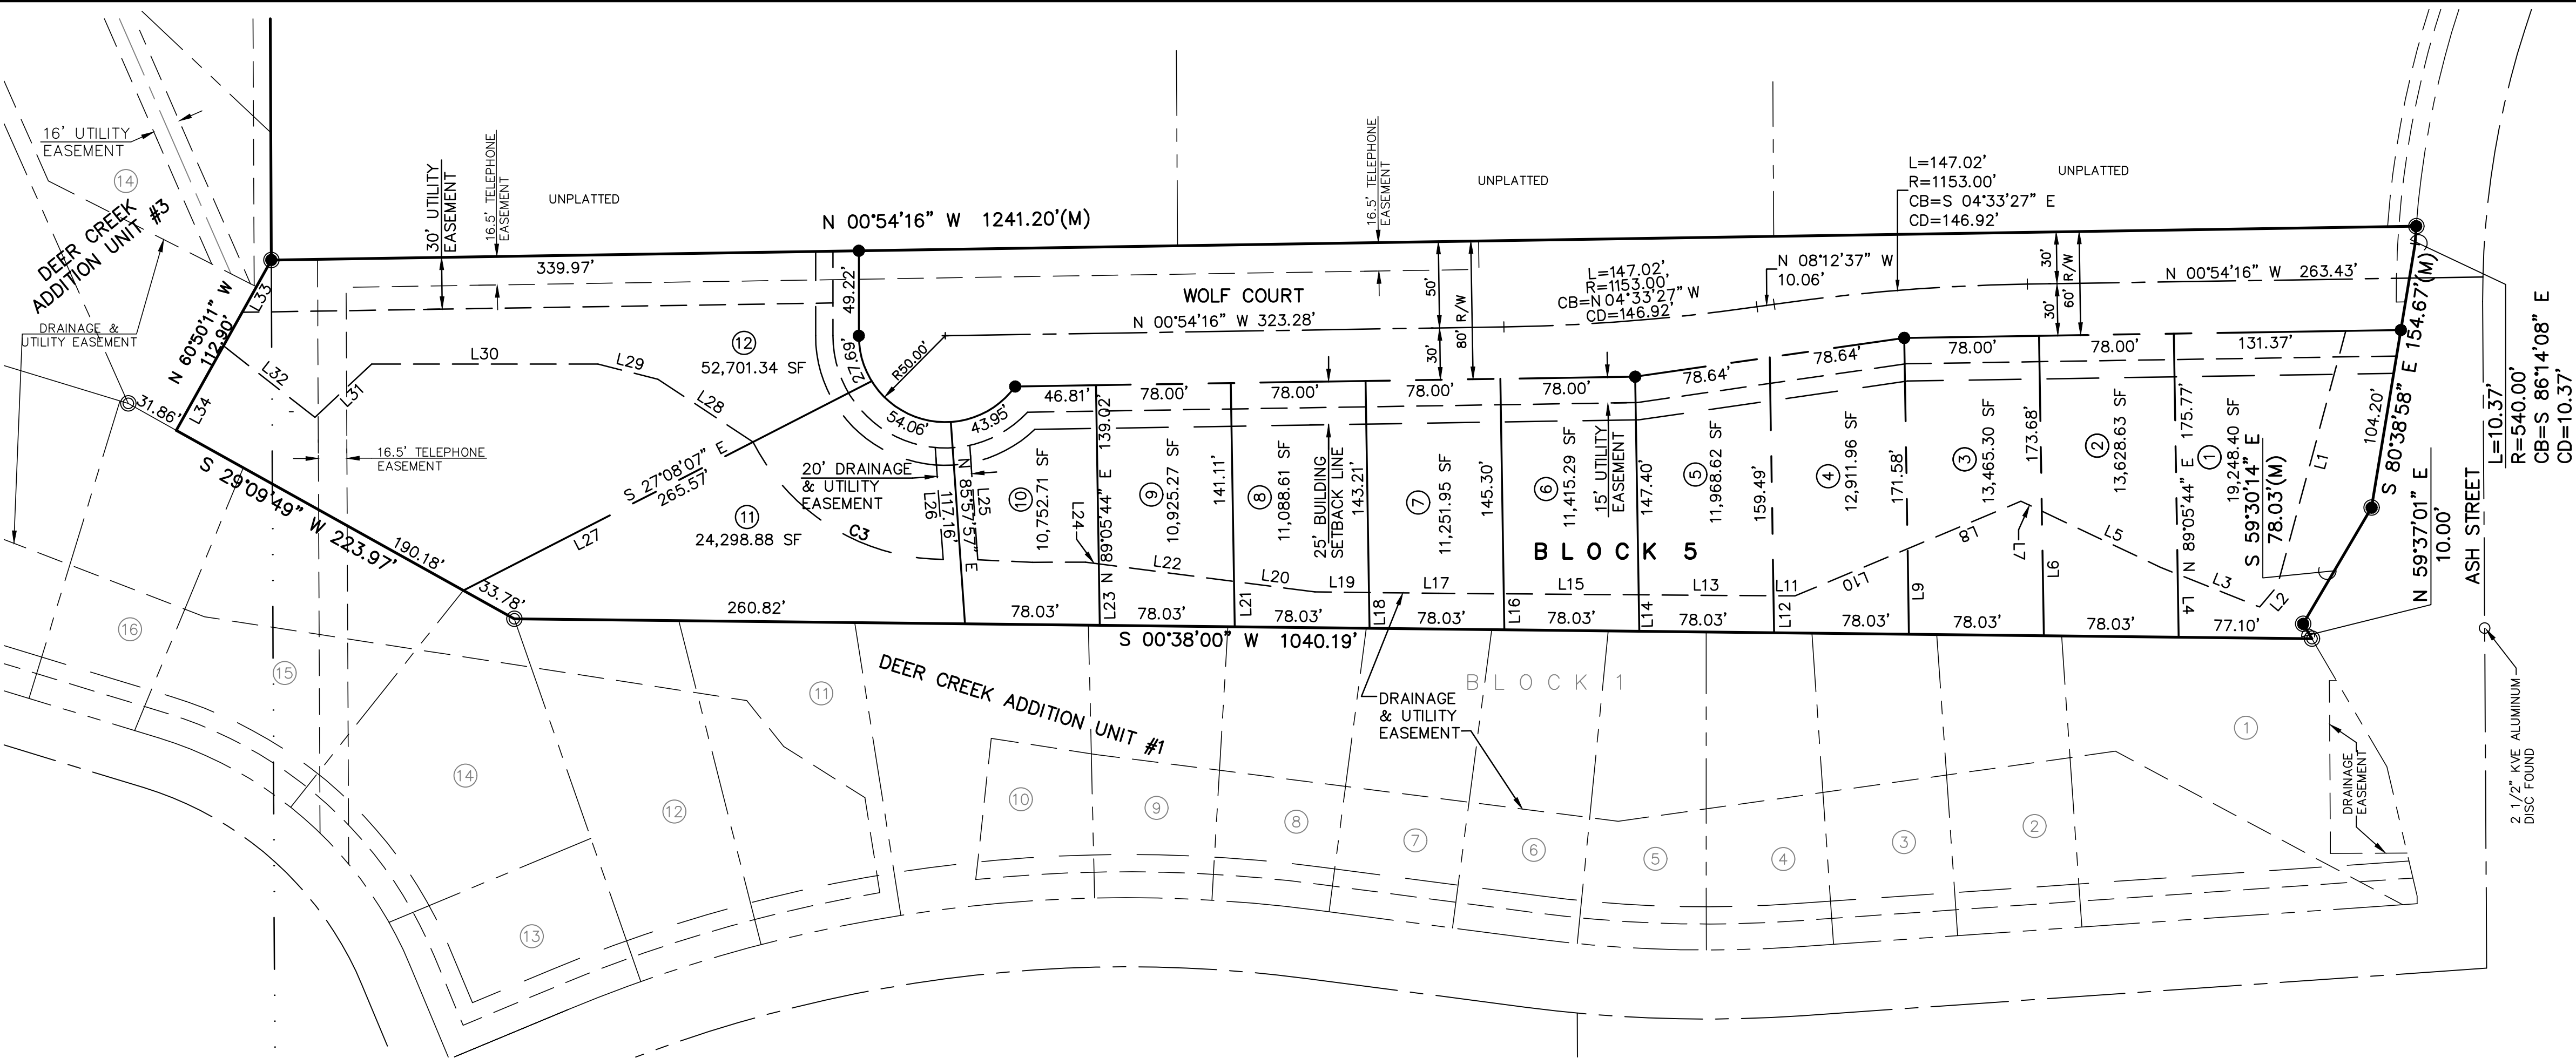 16' UTILITY
EASEMENT
14
DEER CREEK
ADDITION UNIT #3
DRAINAGE &
UTILITY EASEMENT
N 60°50'11" W
112.90'
L33
L34
31.86'
L32
L31
L30
L29
L28
30' UTILITY
EASEMENT
16.5' TELEPHONE
EASEMENT
UNPLATTED
339.97'
N 00°54'16" W 1241.20'(M)
16.5' TELEPHONE
EASEMENT
UNPLATTED
L=147.02'
R=1153.00'
CB=S 04°33'27" E
CD=146.92'
UNPLATTED
49.22'
27.69'
R50.00'
54.06'
43.95'
WOLF COURT
N 00°54'16" W 323.28'
50'
30'
80' R/W
L=147.02'
R=1153.00'
CB=N 04°33'27" W
CD=146.92'
N 08°12'37" W
10.06'
30'
30'
60' R/W
N 00°54'16" W 263.43'
12
52,701.34 SF
16.5' TELEPHONE
EASEMENT
S 29°09'49" W 223.97'
190.18'
33.78'
S 27°08'07" E
265.57'
L27
11
24,298.88 SF
20' DRAINAGE
& UTILITY
EASEMENT
C3
L26
L25
N 85°57'57" E
117.16'
46.81'
78.00'
78.00'
78.00'
78.00'
78.64'
78.64'
78.00'
78.00'
131.37'
10
10,752.71 SF
L24
139.02'
N 89°05'44" E
L23
9
10,925.27 SF
141.11'
8
11,088.61 SF
25' BUILDING
SETBACK LINE
143.21'
7
11,251.95 SF
145.30'
6
11,415.29 SF
15' UTILITY
EASEMENT
147.40'
5
11,968.62 SF
159.49'
4
12,911.96 SF
171.58'
3
13,465.30 SF
173.68'
2
13,628.63 SF
N 89°05'44" E 175.77'
1
19,248.40 SF
BLOCK 5
L22
L21
L20
L19
L18
L17
L16
L15
L14
L13
L12
L11
L10
L9
L8
L7
L6
L5
L4
L3
L2
L1
260.82'
78.03'
78.03'
78.03'
78.03'
78.03'
78.03'
78.03'
78.03'
78.03'
77.10'
S 00°38'00" W 1040.19'
S 59°30'14" E
78.03'(M)
104.20'
S 80°38'58" E 154.67'(M)
N 59°37'01" E
10.00'
ASH STREET
L=10.37'
R=540.00'
CB=S 86°14'08" E
CD=10.37'
2 1/2" KVE ALUMINUM
DISC FOUND
DEER CREEK ADDITION UNIT #1
BLOCK 1
DRAINAGE
& UTILITY
EASEMENT
DRAINAGE
EASEMENT
16
15
14
13
12
11
10
9
8
7
6
5
4
3
2
1